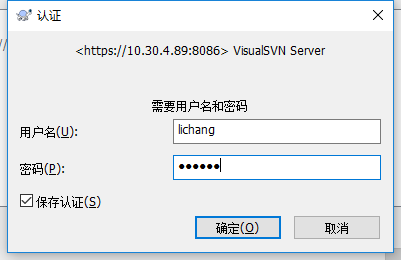 认证
<https://10.30.4.89:8086> VisualSVN Server
需要用户名和密码
用户名(U): lichang
密码(P): ●●●●●●
保存认证(S)
确定(O) 取消
//